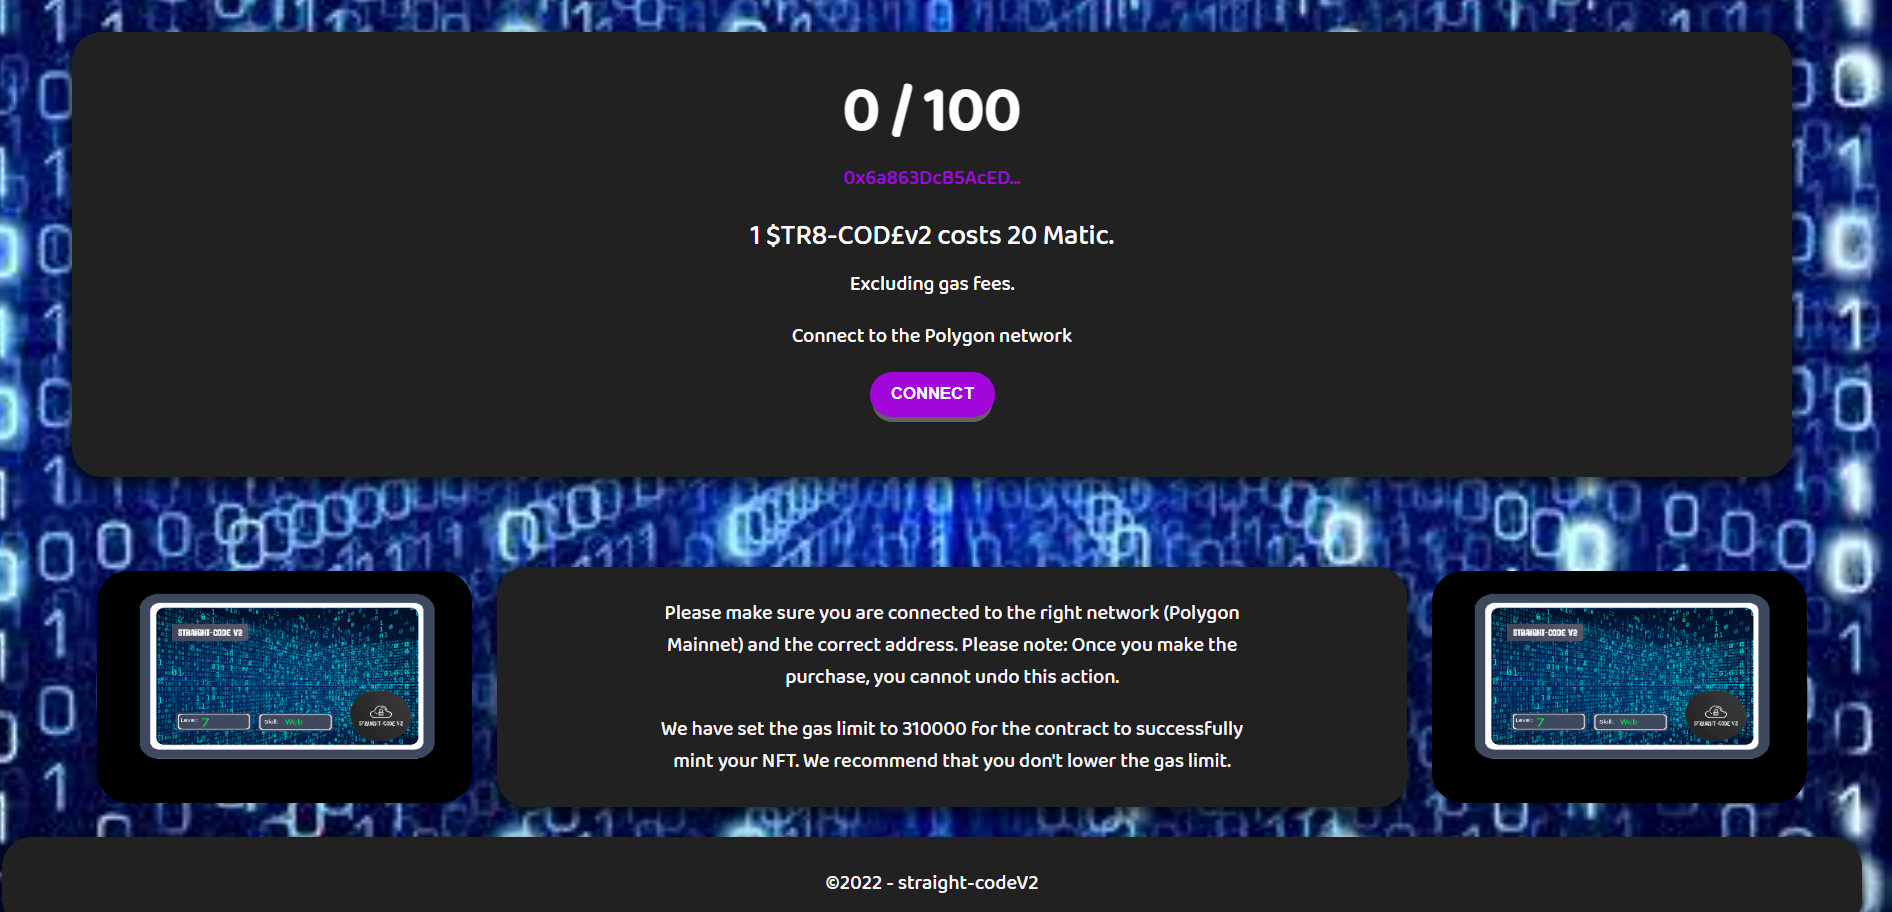 0 / 100
0x6a863DcB5AcED...
1 $TR8-COD£v2 costs 20 Matic.
Excluding gas fees.
Connect to the Polygon network
CONNECT
STRAIGHT-CODE V2
Level: 7
Skill: Web
STRAIGHT-CODE V2
Please make sure you are connected to the right network (Polygon
Mainnet) and the correct address. Please note: Once you make the
purchase, you cannot undo this action.
We have set the gas limit to 310000 for the contract to successfully
mint your NFT. We recommend that you don't lower the gas limit.
STRAIGHT-CODE V2
Level: 7
Skill: Web
STRAIGHT-CODE V2
©2022 - straight-codeV2